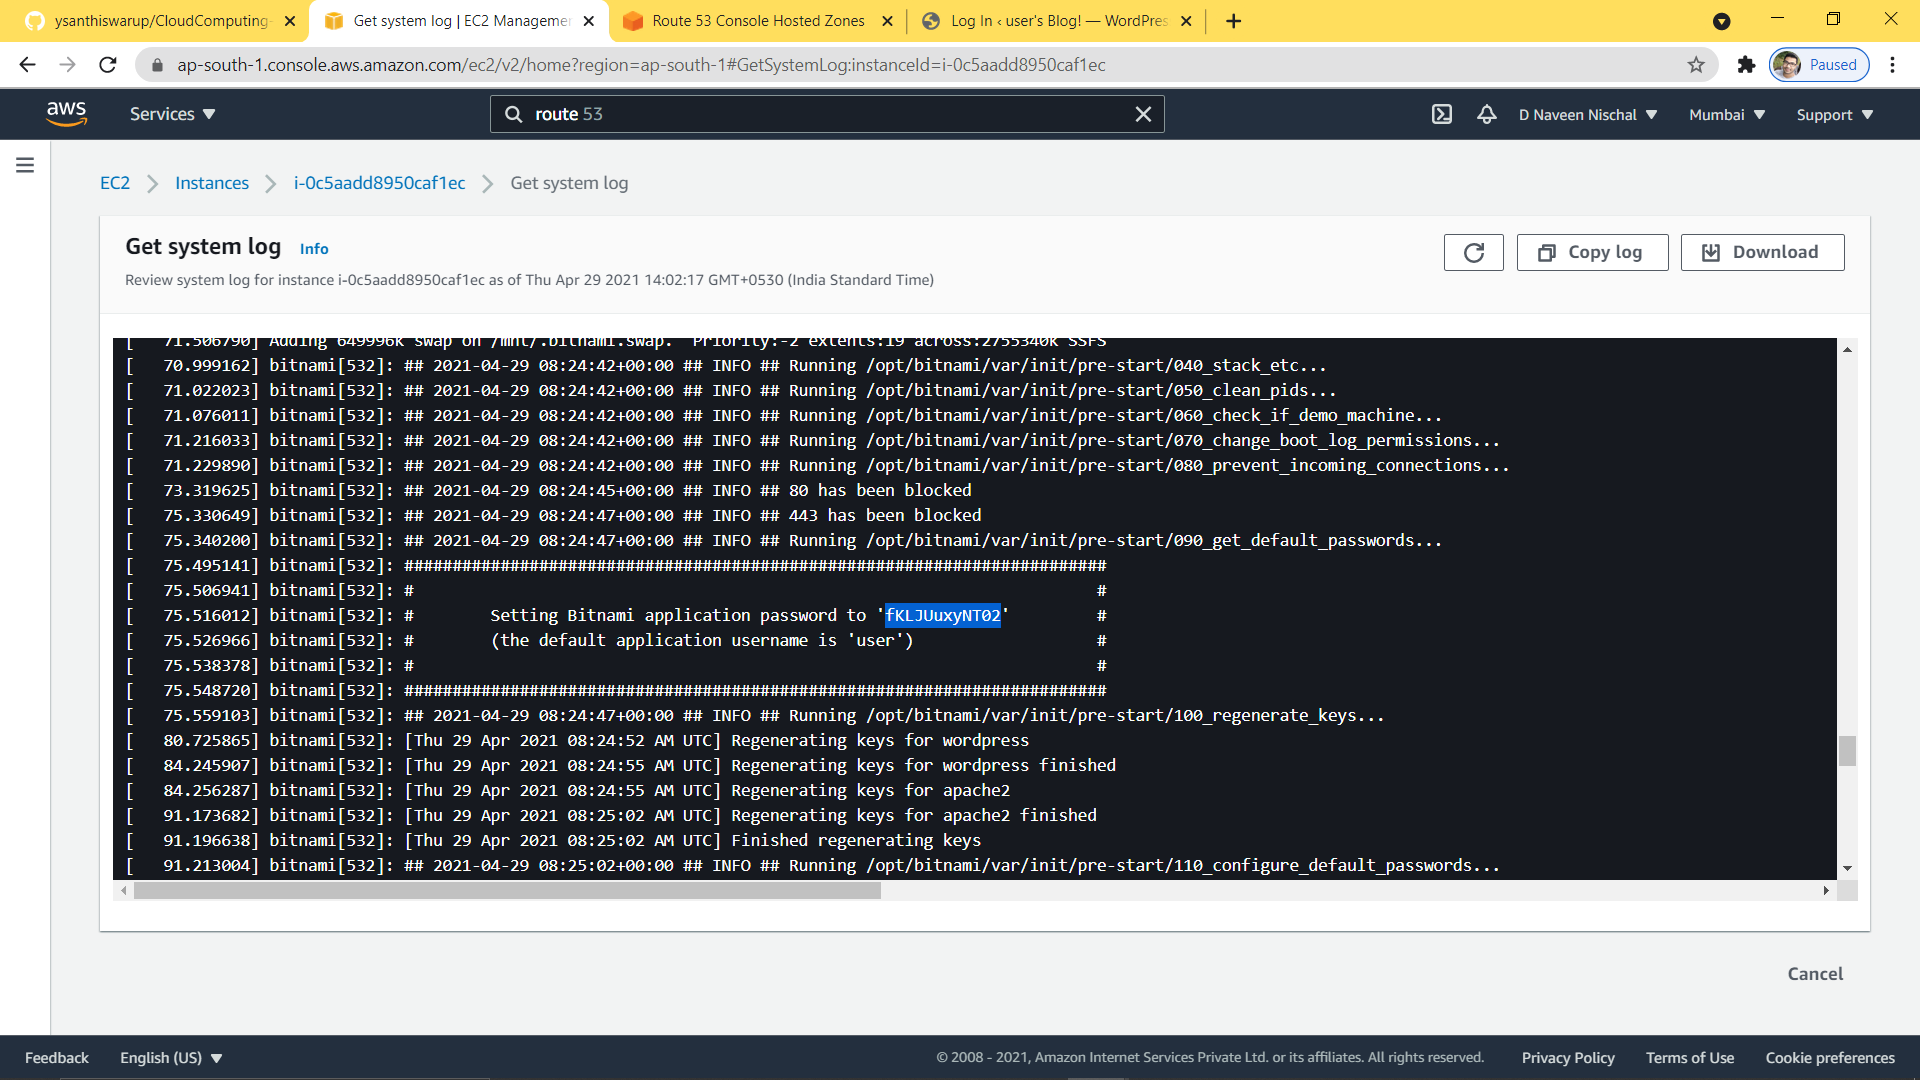 ysanthiswarup/CloudComputing-
Get system log | EC2 Managemen
Route 53 Console Hosted Zones
Log In ‹ user's Blog! — WordPres
ap-south-1.console.aws.amazon.com/ec2/v2/home?region=ap-south-1#GetSystemLog:instanceId=i-0c5aadd8950caf1ec
Paused
aws
Services
route 53
D Naveen Nischal
Mumbai
Support
EC2
Instances
i-0c5aadd8950caf1ec
Get system log
Get system log Info
Review system log for instance i-0c5aadd8950caf1ec as of Thu Apr 29 2021 14:02:17 GMT+0530 (India Standard Time)
Copy log
Download
[   71.506790] Adding 649996k swap on /mnt/.bitnami.swap.  Priority:-2 extents:19 across:2755340k SSFS
[   70.999162] bitnami[532]: ## 2021-04-29 08:24:42+00:00 ## INFO ## Running /opt/bitnami/var/init/pre-start/040_stack_etc...
[   71.022023] bitnami[532]: ## 2021-04-29 08:24:42+00:00 ## INFO ## Running /opt/bitnami/var/init/pre-start/050_clean_pids...
[   71.076011] bitnami[532]: ## 2021-04-29 08:24:42+00:00 ## INFO ## Running /opt/bitnami/var/init/pre-start/060_check_if_demo_machine...
[   71.216033] bitnami[532]: ## 2021-04-29 08:24:42+00:00 ## INFO ## Running /opt/bitnami/var/init/pre-start/070_change_boot_log_permissions...
[   71.229890] bitnami[532]: ## 2021-04-29 08:24:42+00:00 ## INFO ## Running /opt/bitnami/var/init/pre-start/080_prevent_incoming_connections...
[   73.319625] bitnami[532]: ## 2021-04-29 08:24:45+00:00 ## INFO ## 80 has been blocked
[   75.330649] bitnami[532]: ## 2021-04-29 08:24:47+00:00 ## INFO ## 443 has been blocked
[   75.340200] bitnami[532]: ## 2021-04-29 08:24:47+00:00 ## INFO ## Running /opt/bitnami/var/init/pre-start/090_get_default_passwords...
[   75.495141] bitnami[532]: #########################################################################
[   75.506941] bitnami[532]: #                                                                       #
[   75.516012] bitnami[532]: #        Setting Bitnami application password to 'fKLJUuxyNT02'         #
[   75.526966] bitnami[532]: #        (the default application username is 'user')                   #
[   75.538378] bitnami[532]: #                                                                       #
[   75.548720] bitnami[532]: #########################################################################
[   75.559103] bitnami[532]: ## 2021-04-29 08:24:47+00:00 ## INFO ## Running /opt/bitnami/var/init/pre-start/100_regenerate_keys...
[   80.725865] bitnami[532]: [Thu 29 Apr 2021 08:24:52 AM UTC] Regenerating keys for wordpress
[   84.245907] bitnami[532]: [Thu 29 Apr 2021 08:24:55 AM UTC] Regenerating keys for wordpress finished
[   84.256287] bitnami[532]: [Thu 29 Apr 2021 08:24:55 AM UTC] Regenerating keys for apache2
[   91.173682] bitnami[532]: [Thu 29 Apr 2021 08:25:02 AM UTC] Regenerating keys for apache2 finished
[   91.196638] bitnami[532]: [Thu 29 Apr 2021 08:25:02 AM UTC] Finished regenerating keys
[   91.213004] bitnami[532]: ## 2021-04-29 08:25:02+00:00 ## INFO ## Running /opt/bitnami/var/init/pre-start/110_configure_default_passwords...
Cancel
Feedback
English (US)
© 2008 - 2021, Amazon Internet Services Private Ltd. or its affiliates. All rights reserved.
Privacy Policy
Terms of Use
Cookie preferences